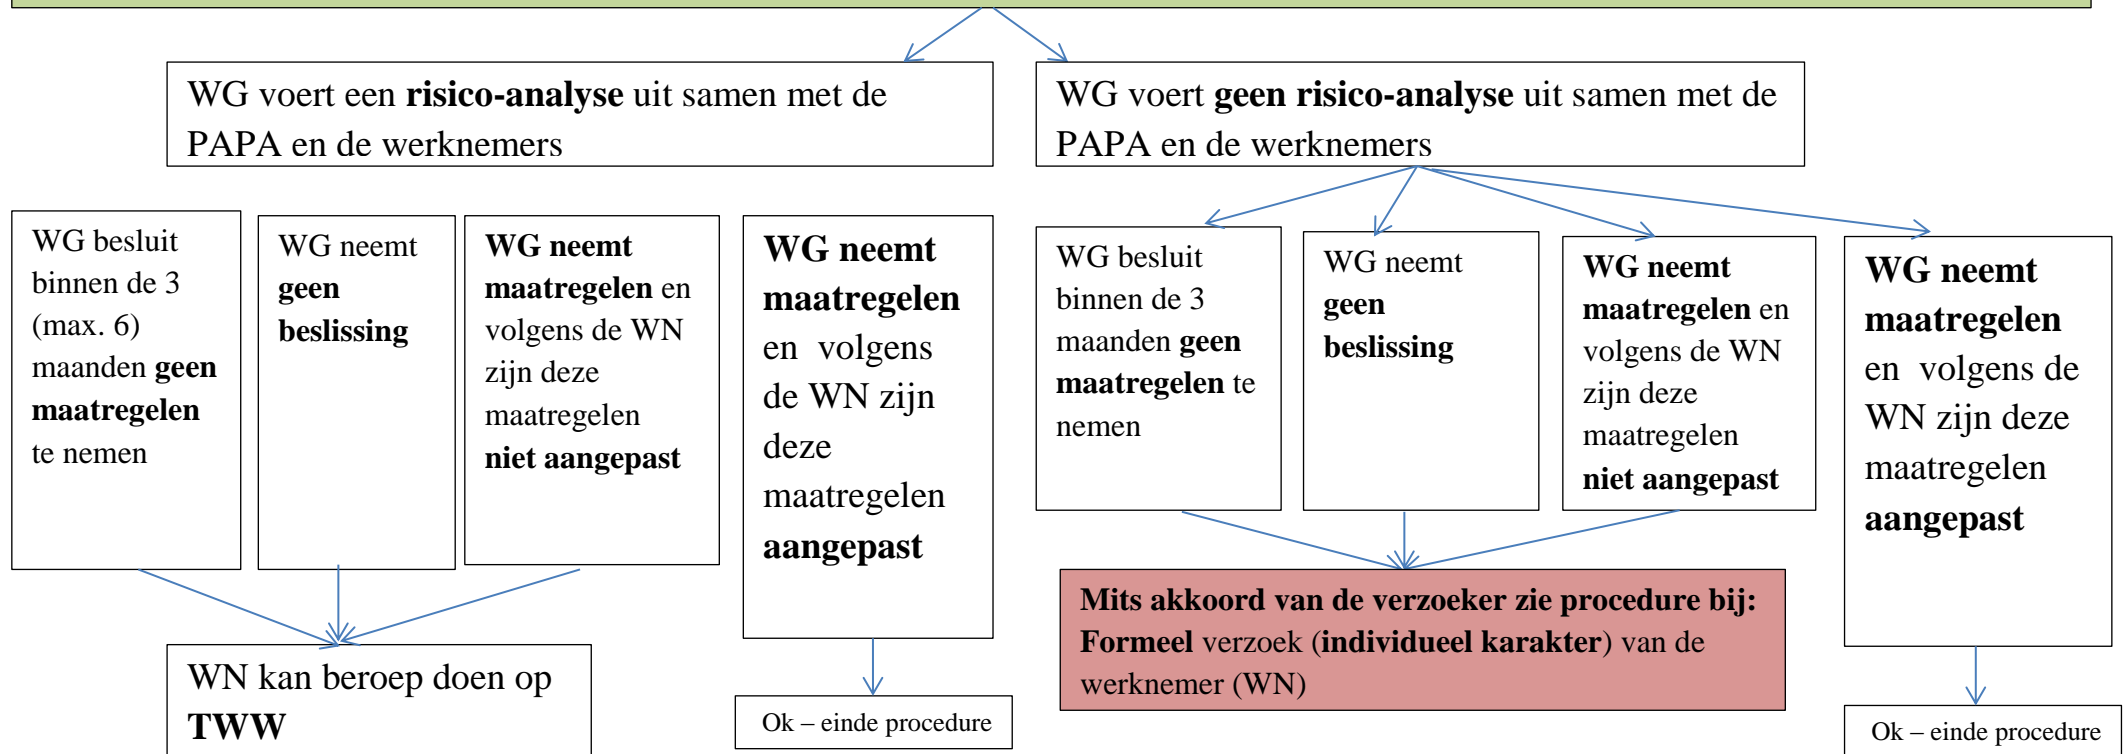 WG voert een risico-analyse uit samen met de
PAPA en de werknemers
WG voert geen risico-analyse uit samen met de
PAPA en de werknemers
WG besluit
binnen de 3
(max. 6)
maanden geen
maatregelen
te nemen
WG neemt
geen
beslissing
WG neemt
maatregelen en
volgens de WN
zijn deze
maatregelen
niet aangepast
WG neemt
maatregelen
en volgens
de WN zijn
deze
maatregelen
aangepast
WG besluit
binnen de 3
maanden geen
maatregelen te
nemen
WG neemt
geen
beslissing
WG neemt
maatregelen en
volgens de WN
zijn deze
maatregelen
niet aangepast
WG neemt
maatregelen
en volgens de
WN zijn deze
maatregelen
aangepast
WN kan beroep doen op
TWW
Ok – einde procedure
Mits akkoord van de verzoeker zie procedure bij:
Formeel verzoek (individueel karakter) van de
werknemer (WN)
Ok – einde procedure